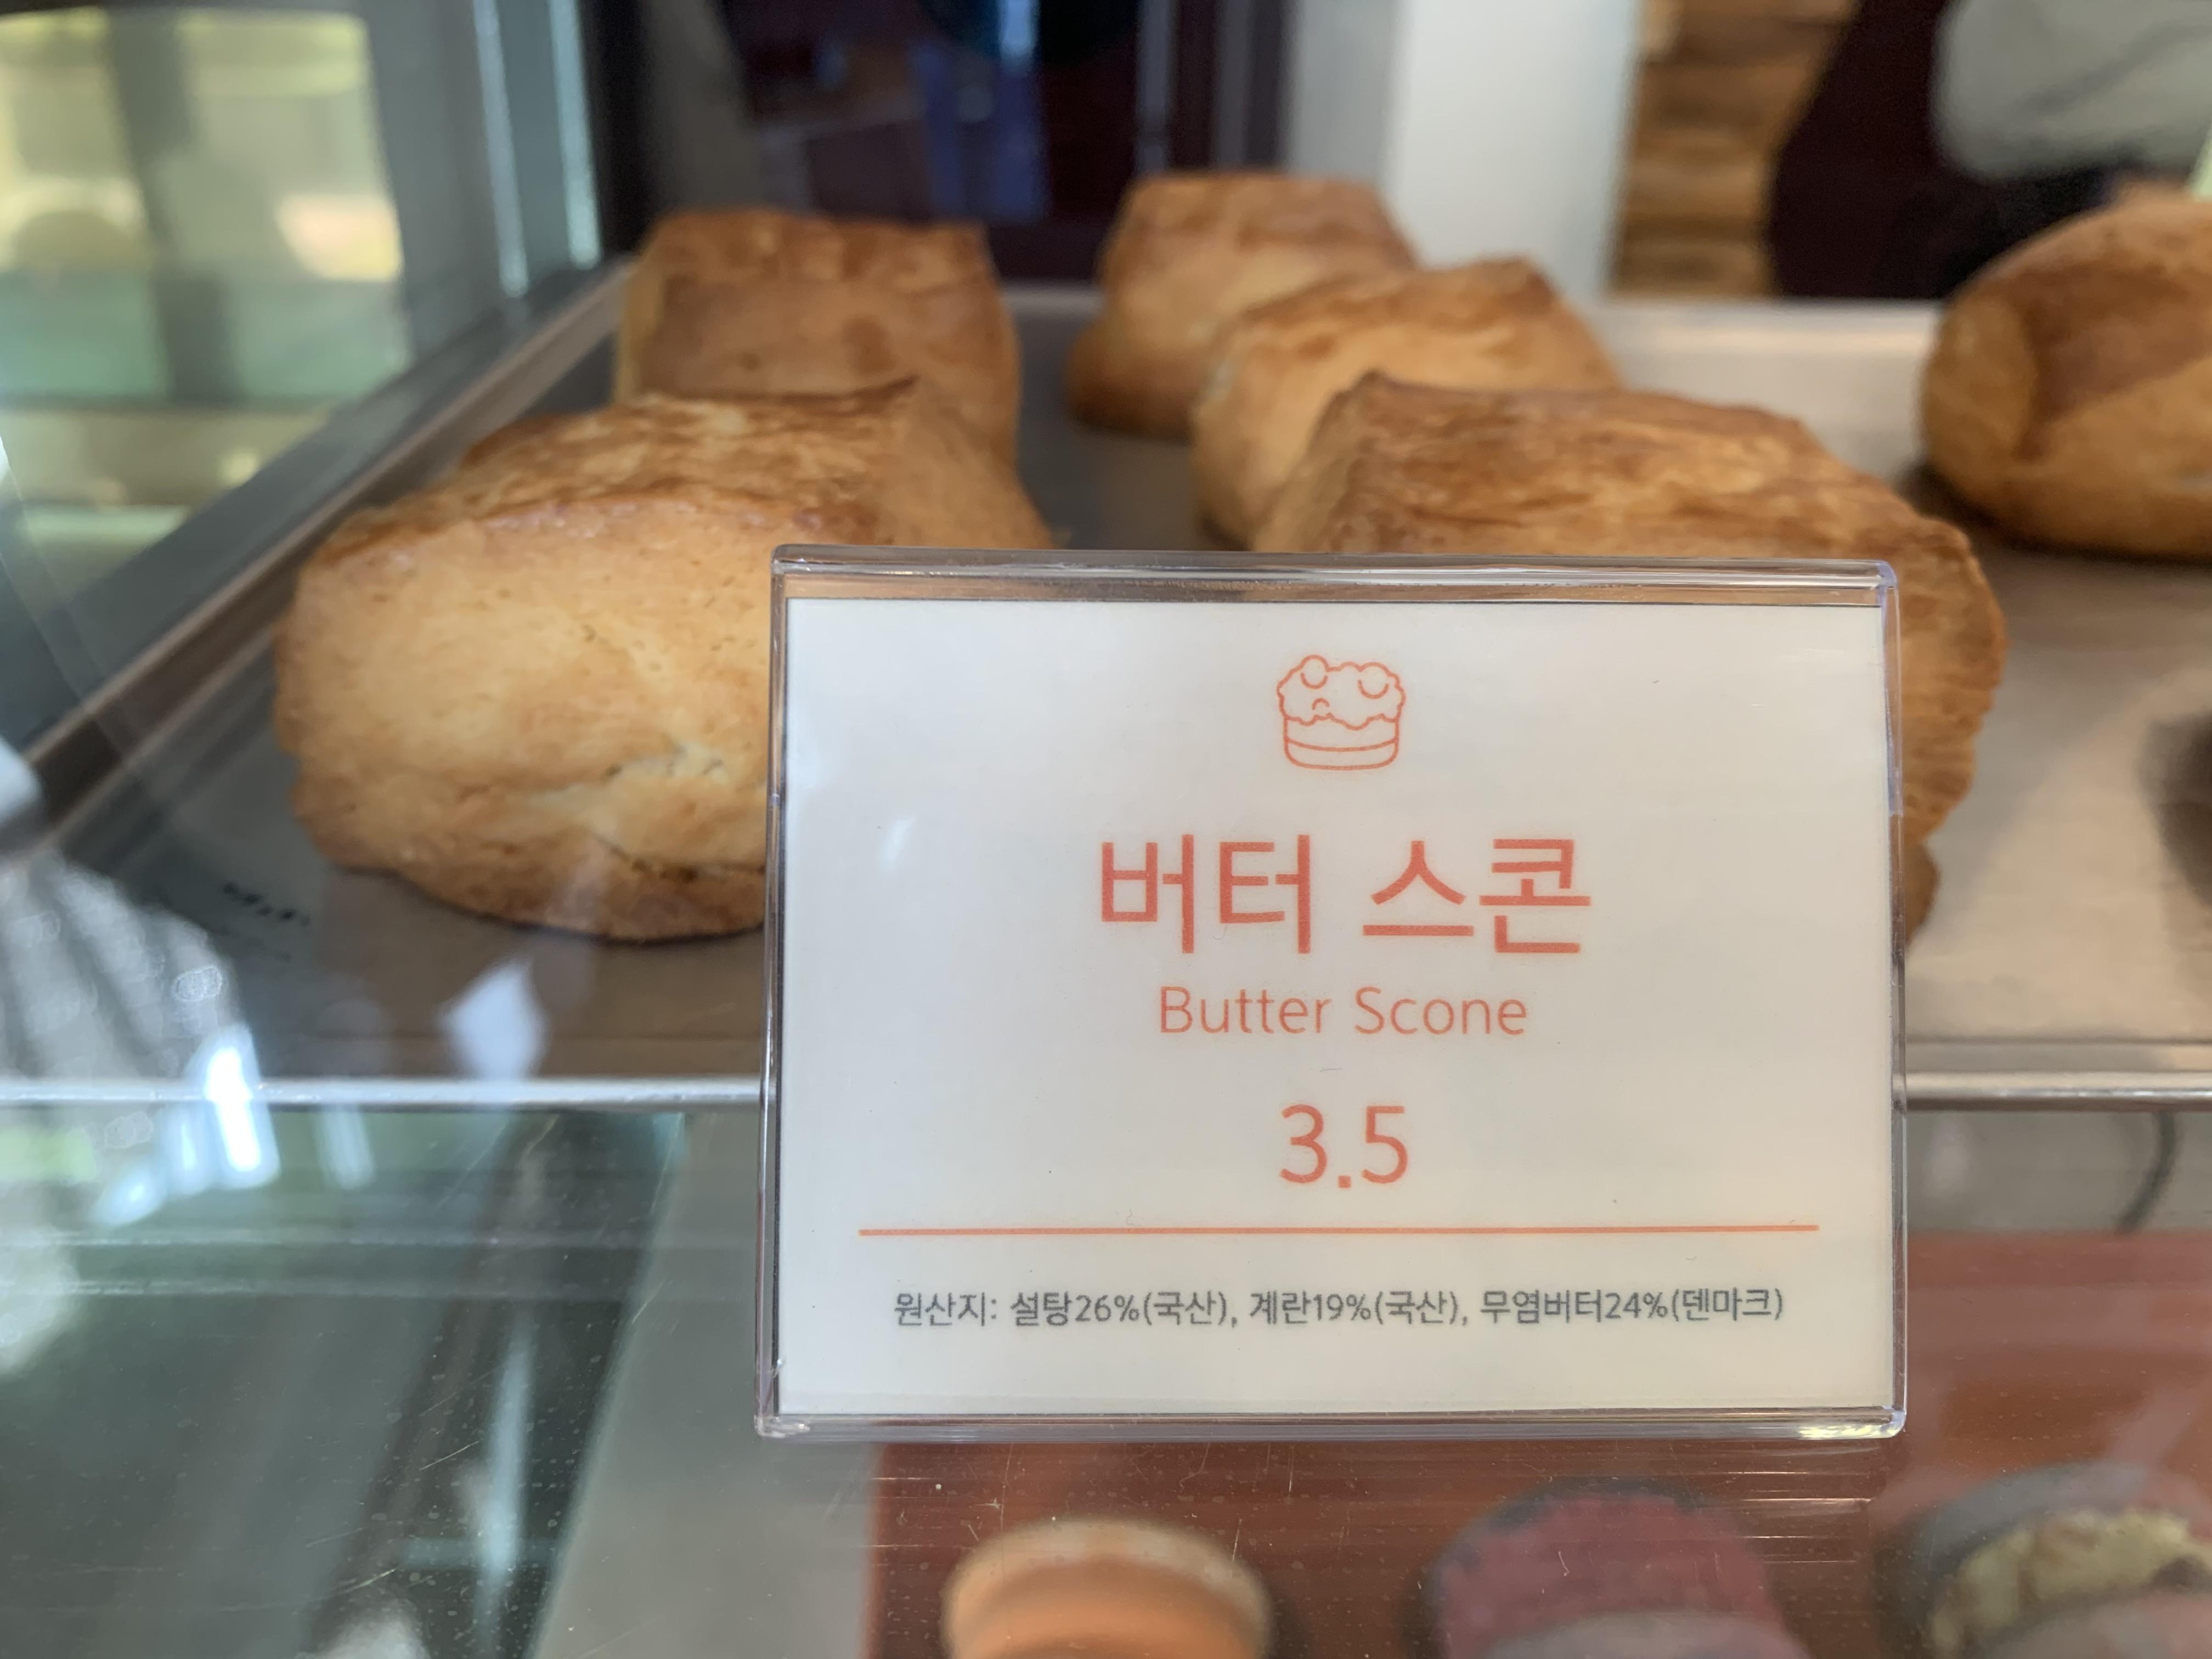 버터 스콘
Butter Scone
3.5
원산지: 설탕26%(국산), 계란19%(국산), 무염버터24%(덴마크)